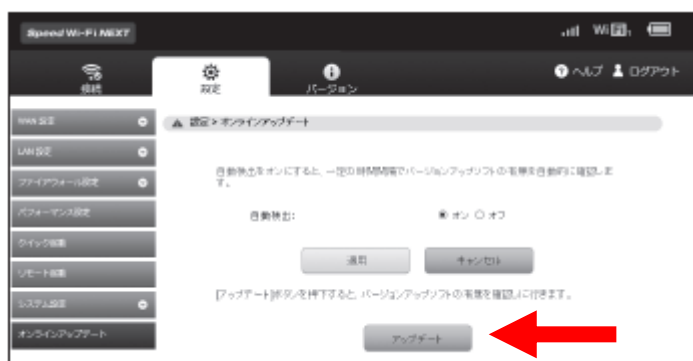 Speed Wi-Fi NEXT
WiFi
接続
設定
バージョン
ヘルプ
ログアウト
WAN設定
設定 > オンラインアップデート
LAN設定
ファイアウォール設定
自動検出をオンにすると、一定の時間間隔でバージョンアップソフトの有無を自動的に確認しま
す。
パフォーマンス設定
自動検出:
オン
オフ
クイック起動
適用
キャンセル
リモート起動
システム設定
[アップデート]ボタンを押下すると、バージョンアップソフトの有無を確認しに行きます。
オンラインアップデート
アップデート